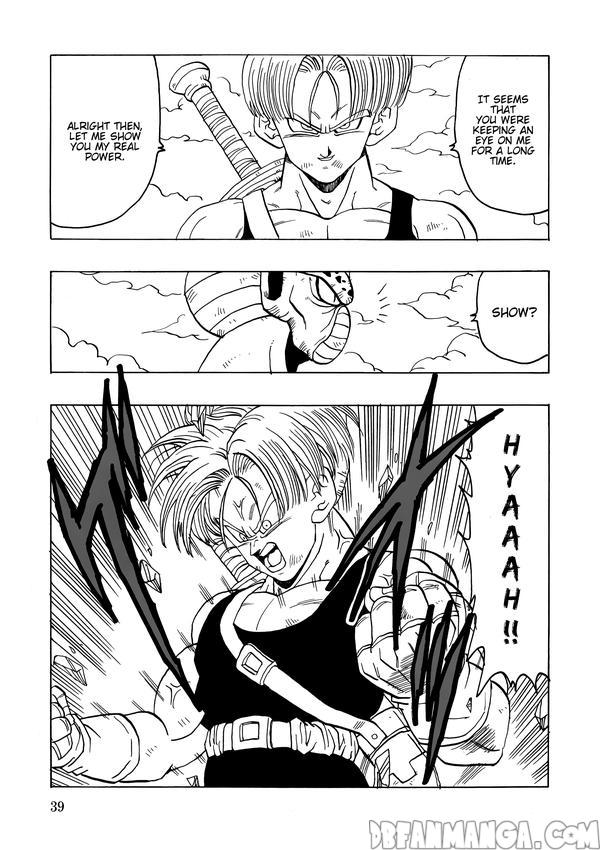 IT SEEMS
THAT YOU
WERE
KEEPING AN
EYE ON ME
FOR A LONG
TIME.
ALRIGHT THEN,
LET ME SHOW
YOU MY REAL
POWER.
SHOW?
HYAAAH!!
39
DBFANMANGA.COM